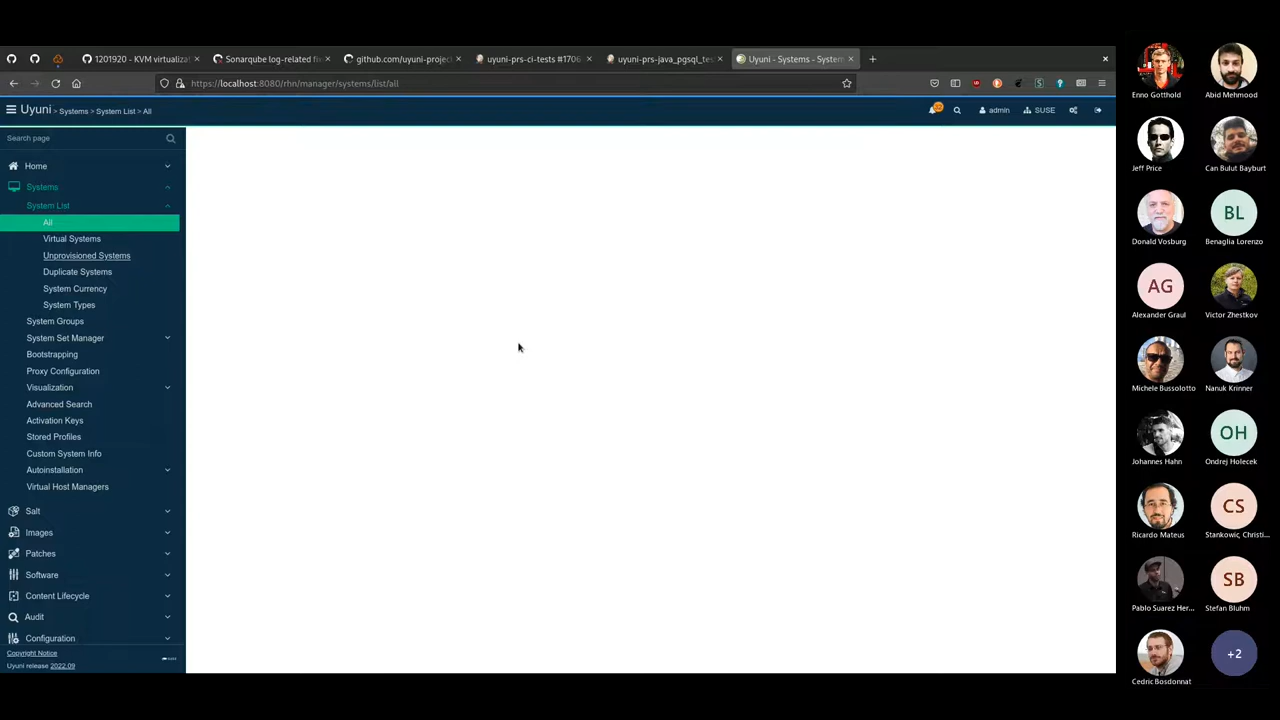 1201920 - KVM virtualizat
Sonarqube log-related fix
github.com/uyuni-project
uyuni-prs-ci-tests #1706
uyuni-prs-java_pgsql_tes
Uyuni - Systems - System
https://localhost:8080/rhn/manager/systems/list/all
Uyuni > Systems > System List > All
admin
SUSE
Search page
Home
Systems
System List
All
Virtual Systems
Unprovisioned Systems
Duplicate Systems
System Currency
System Types
System Groups
System Set Manager
Bootstrapping
Proxy Configuration
Visualization
Advanced Search
Activation Keys
Stored Profiles
Custom System Info
Autoinstallation
Virtual Host Managers
Salt
Images
Patches
Software
Content Lifecycle
Audit
Configuration
Copyright Notice
Uyuni release 2022.09
Enno Gotthold
Abid Mehmood
Jeff Price
Can Bulut Bayburt
BL
Donald Vosburg
Benaglia Lorenzo
AG
Alexander Graul
Victor Zhestkov
Michele Bussolotto
Nanuk Krinner
OH
Johannes Hahn
Ondrej Holecek
CS
Ricardo Mateus
Stankowic, Christi...
SB
Pablo Suarez Her...
Stefan Bluhm
+2
Cedric Bosdonnat